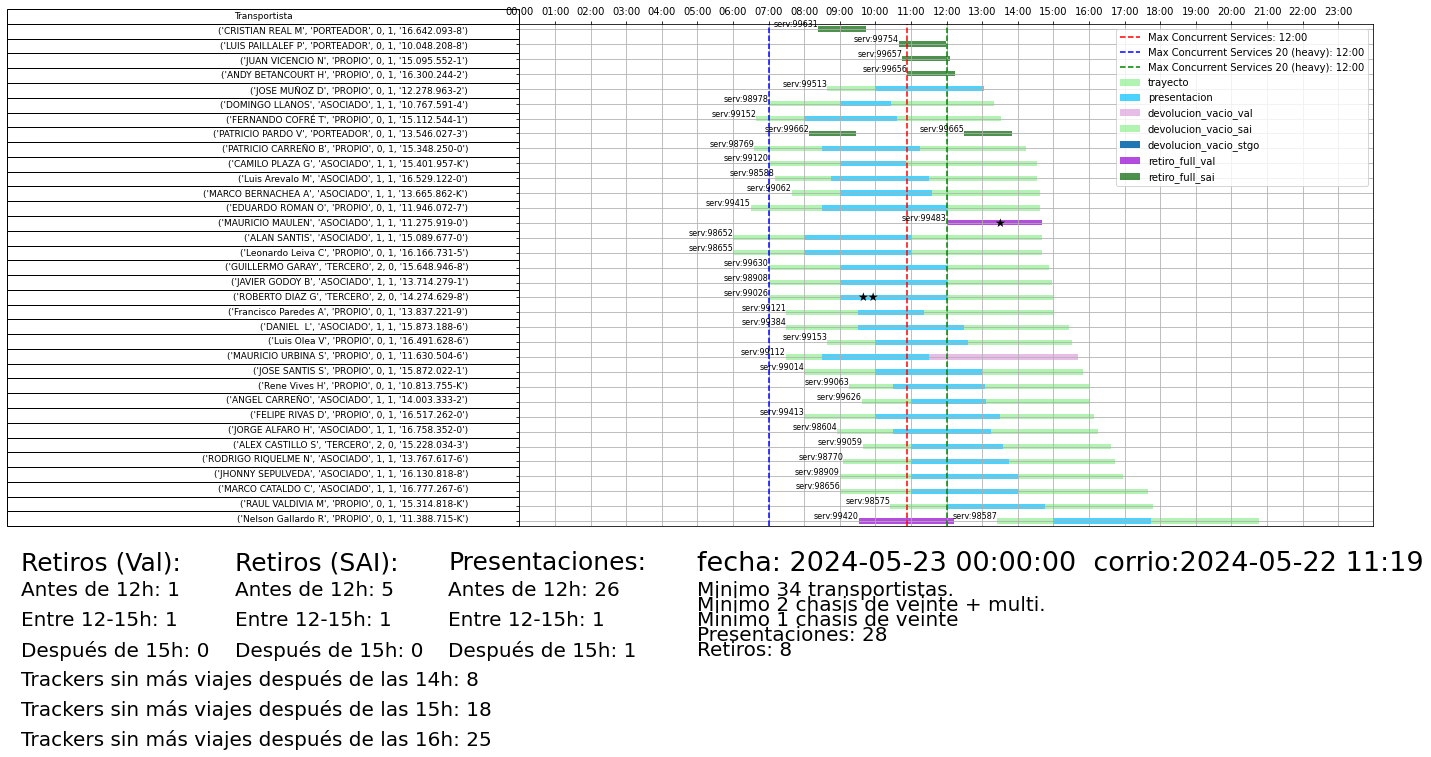 Transportista
00:00 01:00 02:00 03:00 04:00 05:00 06:00 07:00 08:00 09:00 10:00 11:00 12:00 13:00 14:00 15:00 16:00 17:00 18:00 19:00 20:00 21:00 22:00 23:00
('CRISTIAN REAL M', 'PORTEADOR', 0, 1, '16.642.093-8') serv:99631
('LUIS PAILLALEF P', 'PORTEADOR', 0, 1, '10.048.208-8') serv:99754
('JUAN VICENCIO N', 'PROPIO', 0, 1, '15.095.552-1') serv:99657
('ANDY BETANCOURT H', 'PROPIO', 0, 1, '16.300.244-2') serv:99656
('JOSE MUÑOZ D', 'PROPIO', 0, 1, '12.278.963-2') serv:99513
('DOMINGO LLANOS', 'ASOCIADO', 1, 1, '10.767.591-4') serv:98978
('FERNANDO COFRÉ T', 'PROPIO', 0, 1, '15.112.544-1') serv:99152
('PATRICIO PARDO V', 'PORTEADOR', 0, 1, '13.546.027-3') serv:99662 serv:99665
('PATRICIO CARREÑO B', 'PROPIO', 0, 1, '15.348.250-0') serv:98769
('CAMILO PLAZA G', 'ASOCIADO', 1, 1, '15.401.957-K') serv:99120
('Luis Arevalo M', 'ASOCIADO', 1, 1, '16.529.122-0') serv:98588
('MARCO BERNACHEA A', 'ASOCIADO', 1, 1, '13.665.862-K') serv:99062
('EDUARDO ROMAN O', 'PROPIO', 0, 1, '11.946.072-7') serv:99415
('MAURICIO MAULEN', 'ASOCIADO', 1, 1, '11.275.919-0') serv:99483
('ALAN SANTIS', 'ASOCIADO', 1, 1, '15.089.677-0') serv:98652
('Leonardo Leiva C', 'PROPIO', 0, 1, '16.166.731-5') serv:98655
('GUILLERMO GARAY', 'TERCERO', 2, 0, '15.648.946-8') serv:99630
('JAVIER GODOY B', 'ASOCIADO', 1, 1, '13.714.279-1') serv:98908
('ROBERTO DIAZ G', 'TERCERO', 2, 0, '14.274.629-8') serv:99026
('Francisco Paredes A', 'PROPIO', 0, 1, '13.837.221-9') serv:99121
('DANIEL  L', 'ASOCIADO', 1, 1, '15.873.188-6') serv:99384
('Luis Olea V', 'PROPIO', 0, 1, '16.491.628-6') serv:99153
('MAURICIO URBINA S', 'PROPIO', 0, 1, '11.630.504-6') serv:99112
('JOSE SANTIS S', 'PROPIO', 0, 1, '15.872.022-1') serv:99014
('Rene Vives H', 'PROPIO', 0, 1, '10.813.755-K') serv:99063
('ANGEL CARREÑO', 'ASOCIADO', 1, 1, '14.003.333-2') serv:99626
('FELIPE RIVAS D', 'PROPIO', 0, 1, '16.517.262-0') serv:99413
('JORGE ALFARO H', 'ASOCIADO', 1, 1, '16.758.352-0') serv:98604
('ALEX CASTILLO S', 'TERCERO', 2, 0, '15.228.034-3') serv:99059
('RODRIGO RIQUELME N', 'ASOCIADO', 1, 1, '13.767.617-6') serv:98770
('JHONNY SEPULVEDA', 'ASOCIADO', 1, 1, '16.130.818-8') serv:98909
('MARCO CATALDO C', 'ASOCIADO', 1, 1, '16.777.267-6') serv:98656
('RAUL VALDIVIA M', 'PROPIO', 0, 1, '15.314.818-K') serv:98575
('Nelson Gallardo R', 'PROPIO', 0, 1, '11.388.715-K') serv:99420 serv:98587
Max Concurrent Services: 12:00
Max Concurrent Services 20 (heavy): 12:00
Max Concurrent Services 20 (heavy): 12:00
trayecto
presentacion
devolucion_vacio_val
devolucion_vacio_sai
devolucion_vacio_stgo
retiro_full_val
retiro_full_sai
Retiros (Val):
Antes de 12h: 1
Entre 12-15h: 1
Después de 15h: 0
Retiros (SAI):
Antes de 12h: 5
Entre 12-15h: 1
Después de 15h: 0
Presentaciones:
Antes de 12h: 26
Entre 12-15h: 1
Después de 15h: 1
Trackers sin más viajes después de las 14h: 8
Trackers sin más viajes después de las 15h: 18
Trackers sin más viajes después de las 16h: 25
fecha: 2024-05-23 00:00:00  corrio:2024-05-22 11:19
Minimo 34 transportistas.
Minimo 2 chasis de veinte + multi.
Minimo 1 chasis de veinte
Presentaciones: 28
Retiros: 8